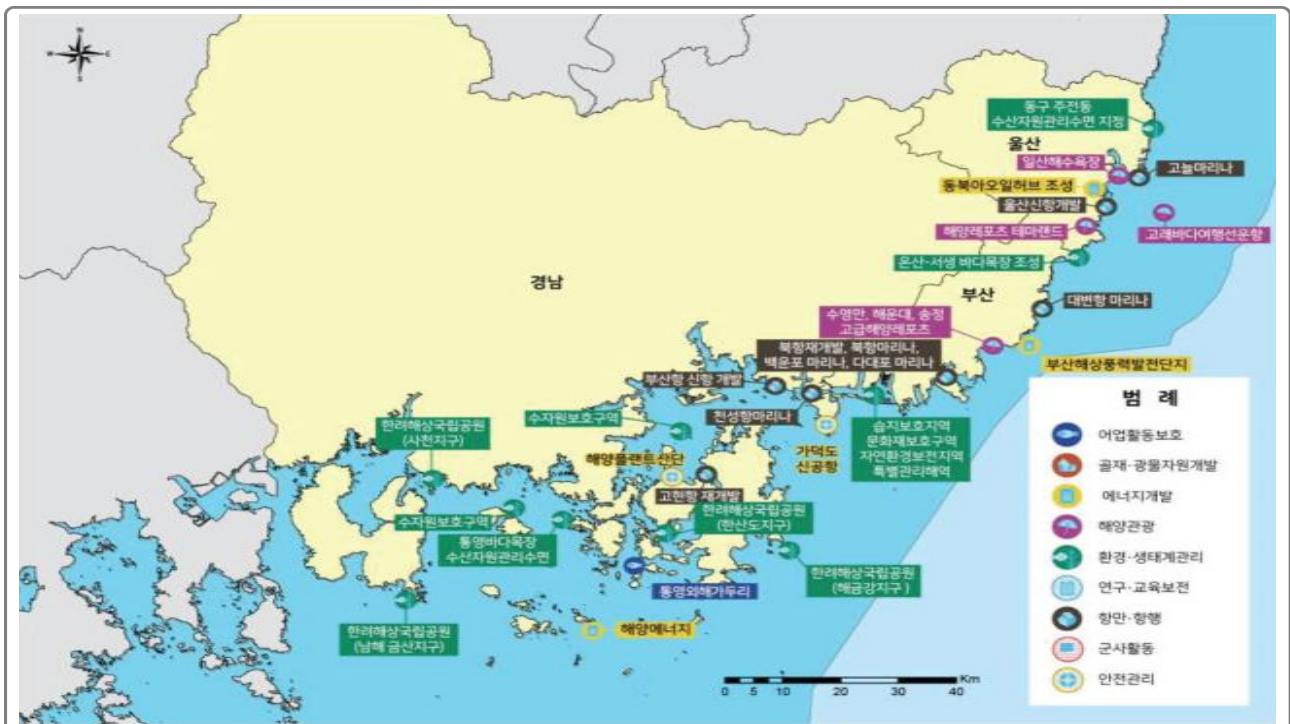 N
W
E
S
동구 주전동
수산자원관리수면 지정
울산
일산해수욕장
고늘마리나
동북아오일허브 조성
울산신항개발
해양레포츠 테마랜드
고래바다여행선운항
온산·서생 바다목장 조성
경남
부산
대변항 마리나
수영만, 해운대, 송정
고급해양레포츠
북항재개발, 북항마리나,
백운포 마리나, 다대포 마리나
부산해상풍력발전단지
부산항 신항 개발
천성항마리나
수자원보호구역
한려해상국립공원
(사천지구)
습지보호지역
문화재보호구역
자연환경보전지역
특별관리해역
가덕도
신공항
해양플랜트산단
고현항 재개발
한려해상국립공원
(한산도지구)
수자원보호구역
통영바다목장
수산자원관리수면
한려해상국립공원
(해금강지구)
통영외해가두리
한려해상국립공원
(남해 금산지구)
해양에너지
범 례
어업활동보호
골재·광물자원개발
에너지개발
해양관광
환경·생태계관리
연구·교육보전
항만·항행
군사활동
안전관리
Km
0 5 10 20 30 40